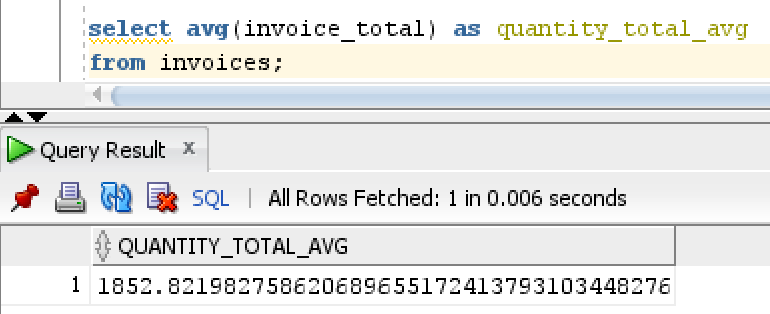 select avg(invoice_total) as quantity_total_avg
from invoices;
Query Result x
SQL | All Rows Fetched: 1 in 0.006 seconds
QUANTITY_TOTAL_AVG
1 1852.821982758620689655172413793103448276